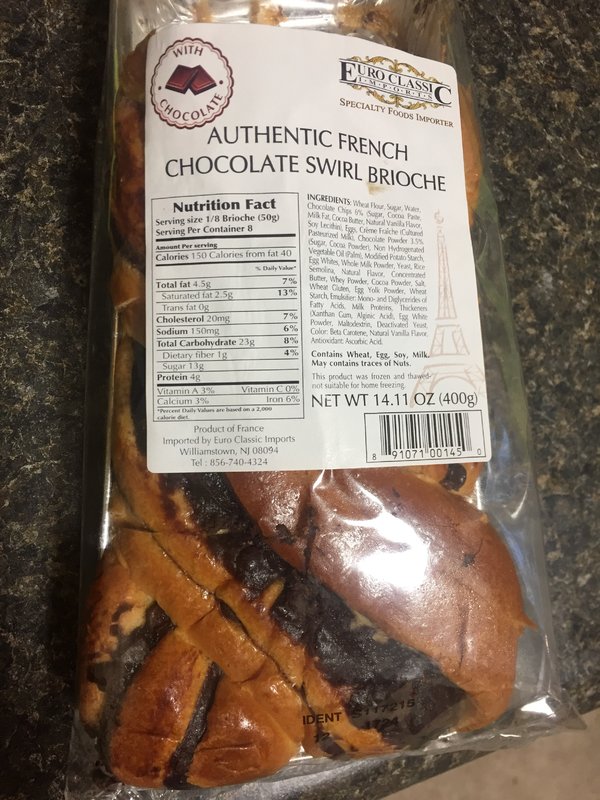 WITH
CHOCOLATE
EURO CLASSIC
IMPORTS
SPECIALTY FOODS IMPORTER
AUTHENTIC FRENCH
CHOCOLATE SWIRL BRIOCHE
Nutrition Fact
Serving size 1/8 Brioche (50g)
Serving Per Container 8
Amount Per serving
Calories 150 Calories from fat 40
% Daily Value*
Total fat 4.5g 7%
Saturated fat 2.5g 13%
Trans fat 0g
Cholesterol 20mg 7%
Sodium 150mg 6%
Total Carbohydrate 23g 8%
Dietary fiber 1g 4%
Sugar 13g
Protein 4g
Vitamin A 3% Vitamin C 0%
Calcium 3% Iron 6%
*Percent Daily Values are based on a 2,000
calorie diet.
Product of France
Imported by Euro Classic Imports
Williamstown, NJ 08094
Tel : 856-740-4324
INGREDIENTS: Wheat Flour, Sugar, Water,
Chocolate Chips 6% (Sugar, Cocoa Paste,
Milk Fat, Cocoa Butter, Natural Vanilla Flavor,
Soy Lecithin), Eggs, Crème Fraîche (Cultured
Pasteurized Milk), Chocolate Powder 3.5%
(Sugar, Cocoa Powder), Non Hydrogenated
Vegetable Oil (Palm), Modified Potato Starch,
Egg Whites, Whole Milk Powder, Yeast, Rice
Semolina, Natural Flavor, Concentrated
Butter, Whey Powder, Cocoa Powder, Salt,
Wheat Gluten, Egg Yolk Powder, Wheat
Starch, Emulsifier: Mono- and Diglycerides of
Fatty Acids, Milk Proteins, Thickeners
(Xanthan Gum, Alginic Acid), Egg White
Powder, Maltodextrin, Deactivated Yeast,
Color: Beta Carotene, Natural Vanilla Flavor,
Antioxidant: Ascorbic Acid.
Contains Wheat, Egg, Soy, Milk.
May contains traces of Nuts.
This product was frozen and thawed-
not suitable for home freezing.
NET WT 14.11 OZ (400g)
8 91071 00145 0
IDENT